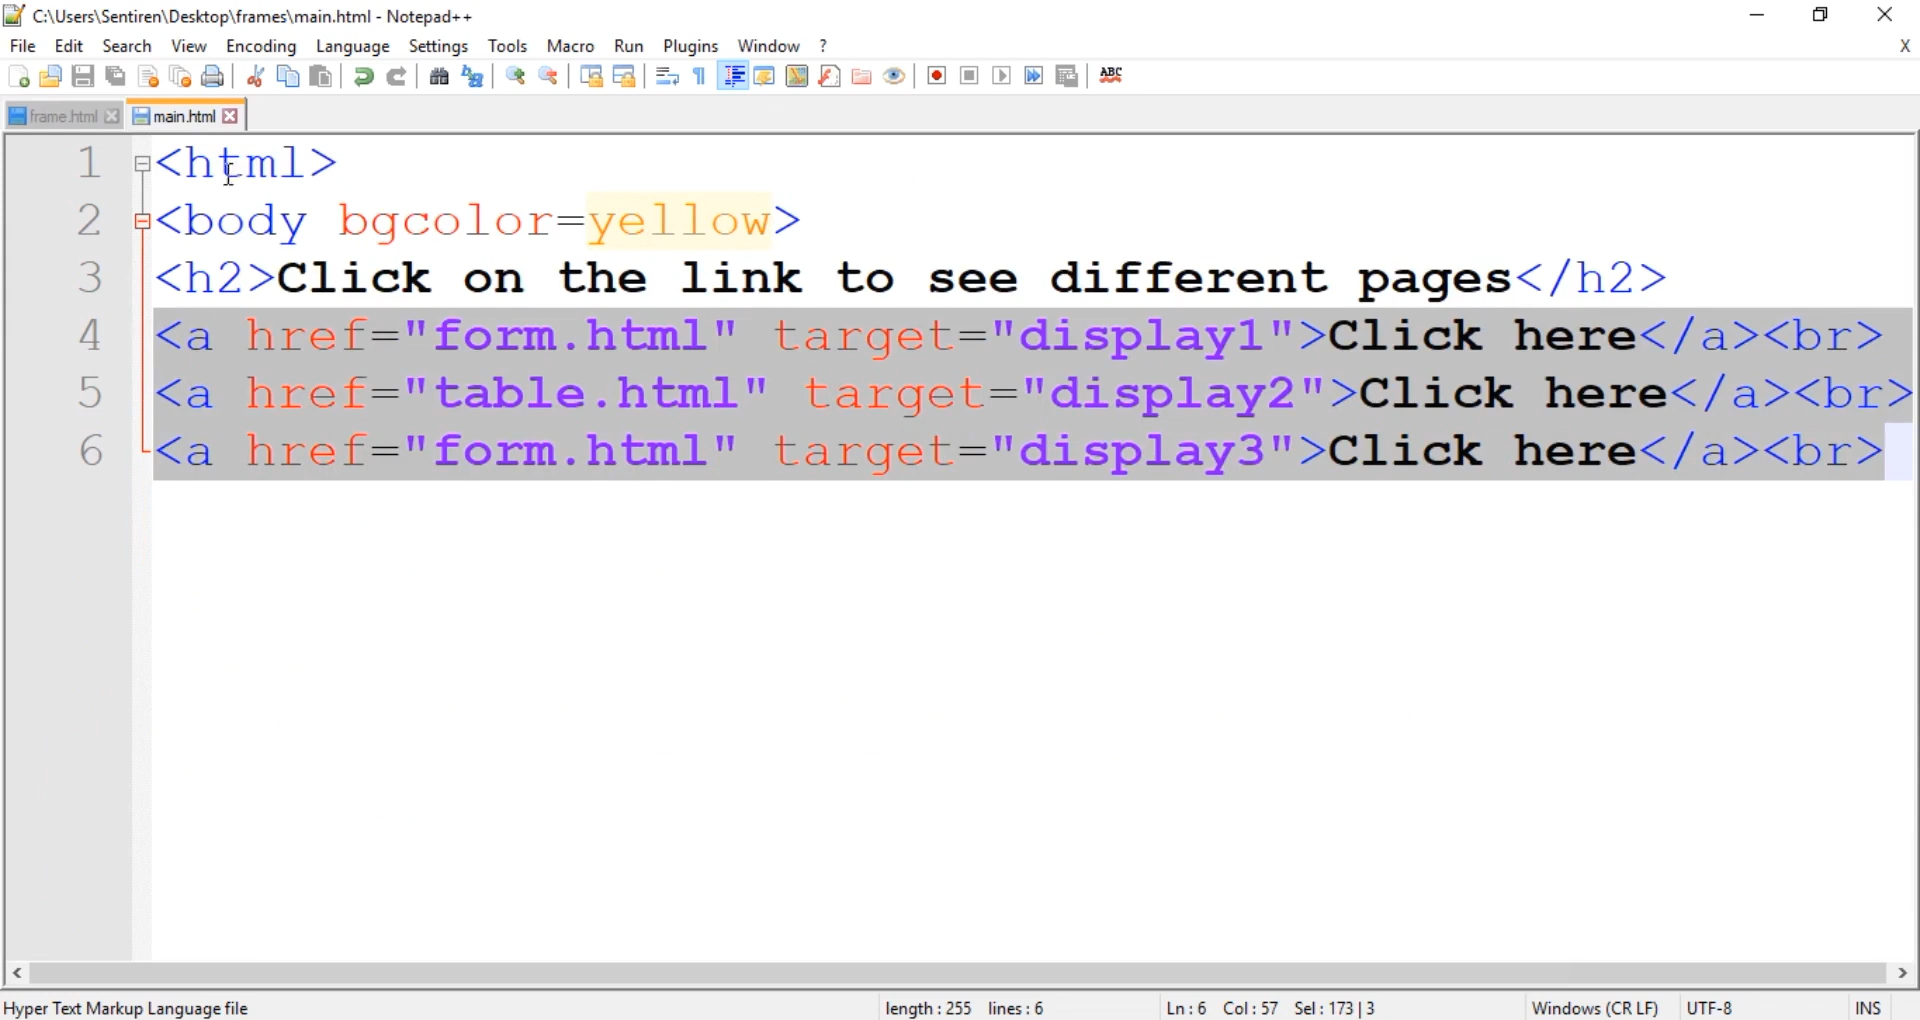 C:\Users\Sentiren\Desktop\frames\main.html - Notepad++
File Edit Search View Encoding Language Settings Tools Macro Run Plugins Window ? X
ABC
frame.html main.html
1 <html>
2 <body bgcolor=yellow>
3 <h2>Click on the link to see different pages</h2>
4 <a href="form.html" target="display1">Click here</a><br>
5 <a href="table.html" target="display2">Click here</a><br>
6 <a href="form.html" target="display3">Click here</a><br>
Hyper Text Markup Language file length : 255 lines : 6 Ln : 6 Col : 57 Sel : 173 | 3 Windows (CR LF) UTF-8 INS